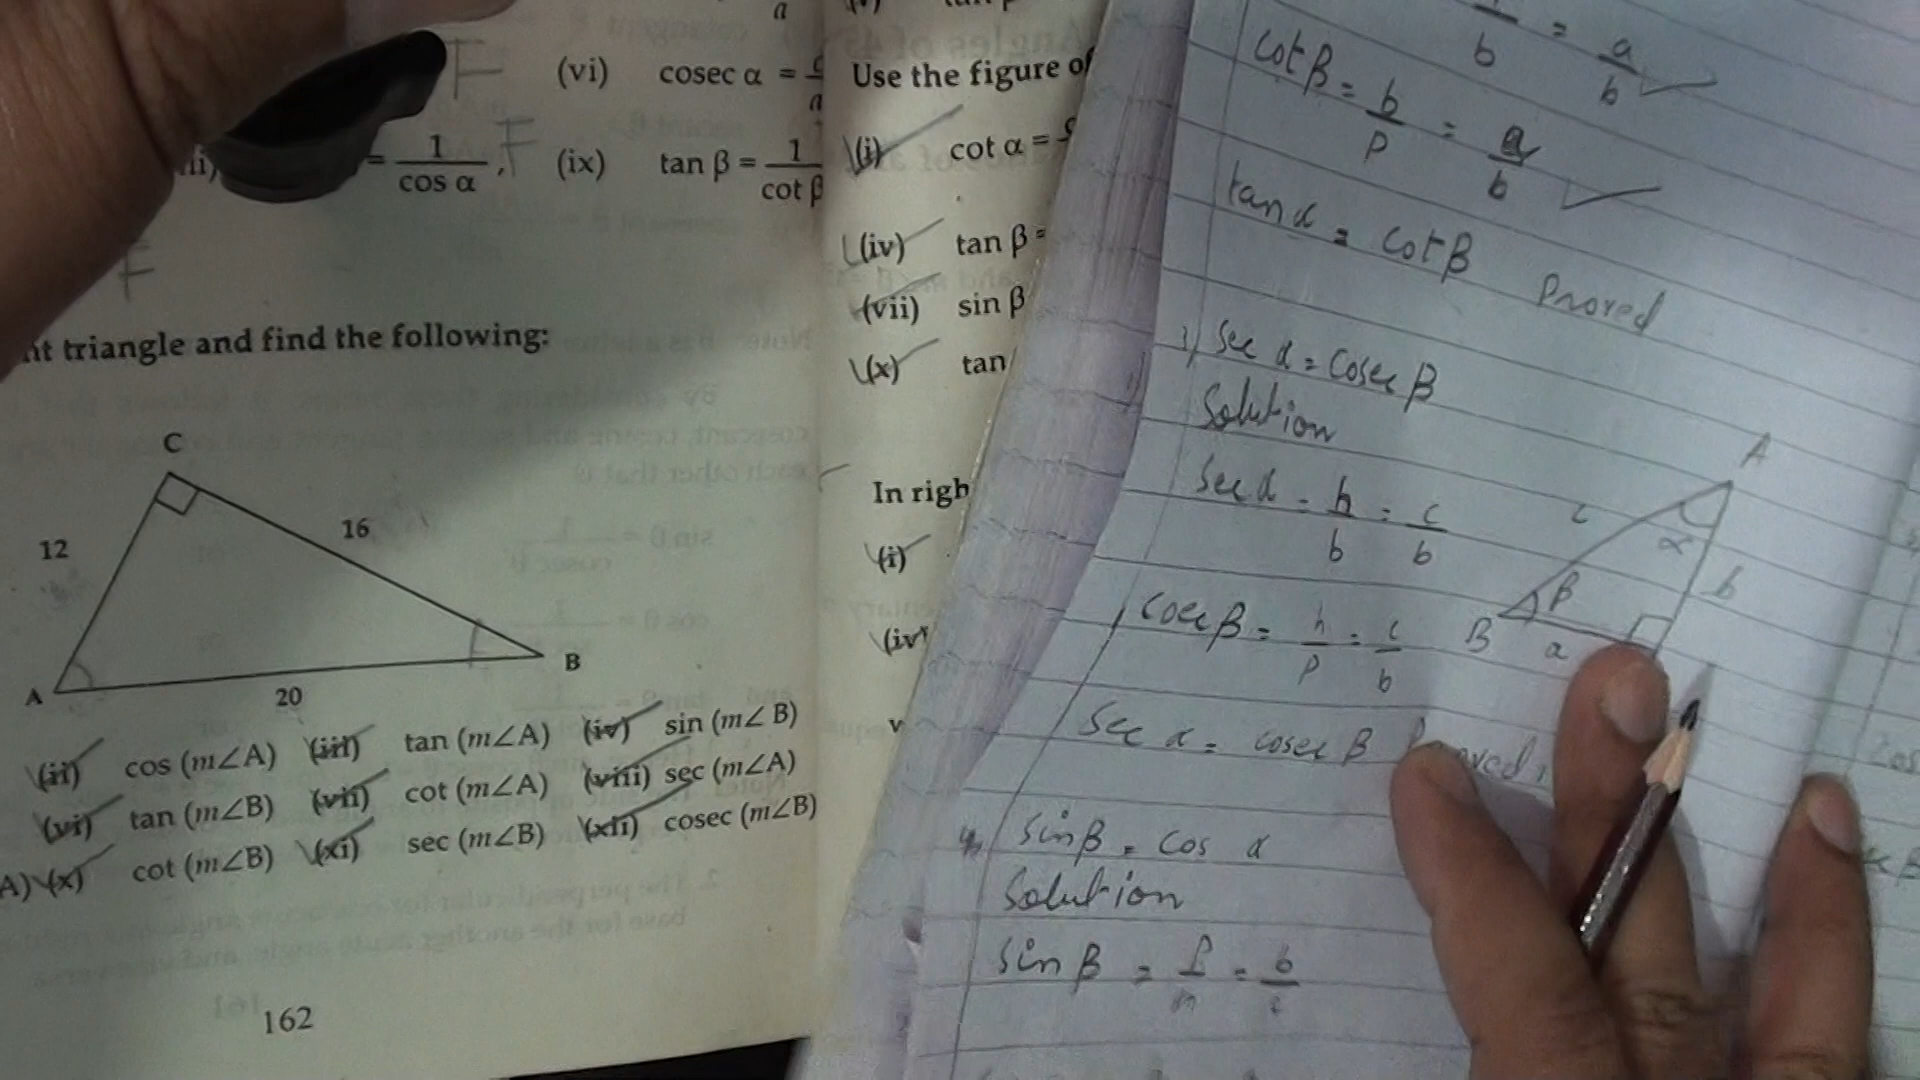 a
F (vi) cosec α = c/a
= 1/cos α , F (ix) tan β = 1/cot β
F
nt triangle and find the following:
C
12
16
A
B
20
(ii) cos (m∠A) (iii) tan (m∠A) (iv) sin (m∠B)
(vi) tan (m∠B) (vii) cot (m∠A) (viii) sec (m∠A)
A) (x) cot (m∠B) (xi) sec (m∠B) (xii) cosec (m∠B)
162
Use the figure of
(i) cot α =
(iv) tan β =
(vii) sin β
(x) tan
In righ
(i)
(iv)
b = a/b
cot β = b/p = a/b
tan α = cot β Proved
3) Sec α = Cosec β
Solution
Sec α = h/b = c/b
A
c
α
b
β
B
a
Cosec β = h/p = c/b
Sec α = cosec β
4) Sin β = Cos α
Solution
Sin β = p/h = b/c